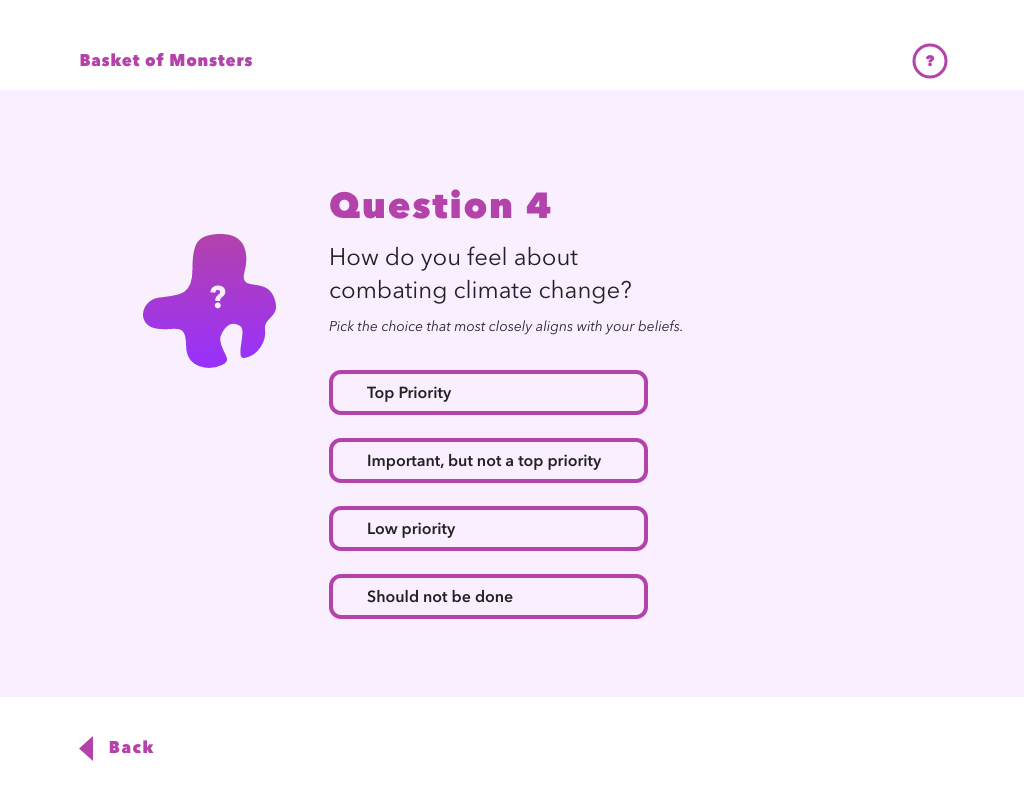 Basket of Monsters
?
Question 4
How do you feel about
combating climate change?
?
Pick the choice that most closely aligns with your beliefs.
Top Priority
Important, but not a top priority
Low priority
Should not be done
Back